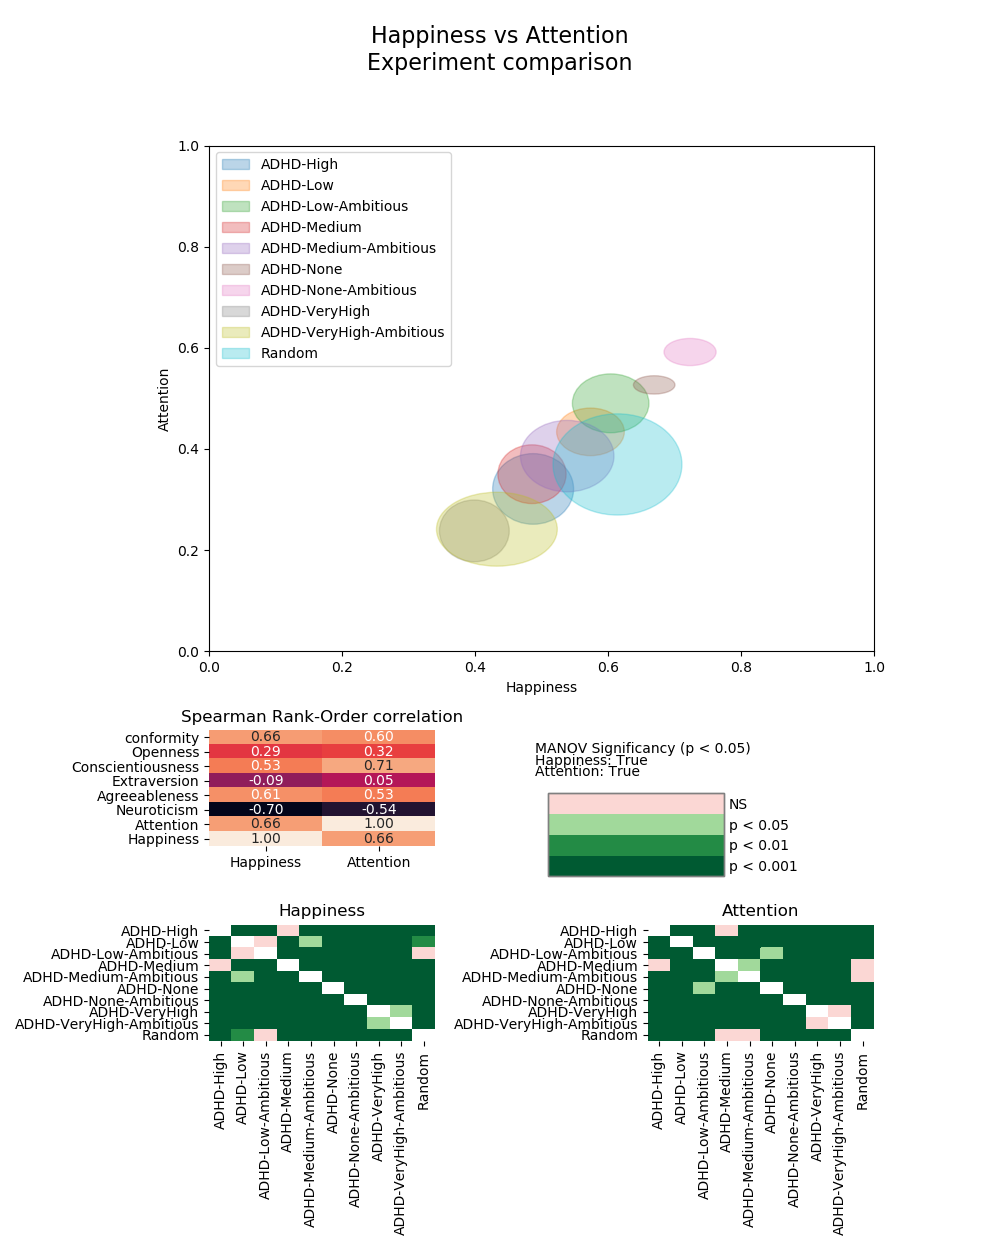 Happiness vs Attention
Experiment comparison
1.0
0.8
0.6
0.4
0.2
0.0
Attention
ADHD-High
ADHD-Low
ADHD-Low-Ambitious
ADHD-Medium
ADHD-Medium-Ambitious
ADHD-None
ADHD-None-Ambitious
ADHD-VeryHigh
ADHD-VeryHigh-Ambitious
Random
0.0 0.2 0.4 0.6 0.8 1.0
Happiness
Spearman Rank-Order correlation
conformity 0.66 0.60
Openness 0.29 0.32
Conscientiousness 0.53 0.71
Extraversion -0.09 0.05
Agreeableness 0.61 0.53
Neuroticism -0.70 -0.54
Attention 0.66 1.00
Happiness 1.00 0.66
Happiness Attention
MANOV Significancy (p < 0.05)
Happiness: True
Attention: True
NS
p < 0.05
p < 0.01
p < 0.001
Happiness
ADHD-High
ADHD-Low
ADHD-Low-Ambitious
ADHD-Medium
ADHD-Medium-Ambitious
ADHD-None
ADHD-None-Ambitious
ADHD-VeryHigh
ADHD-VeryHigh-Ambitious
Random
ADHD-High
ADHD-Low
ADHD-Low-Ambitious
ADHD-Medium
ADHD-Medium-Ambitious
ADHD-None
ADHD-None-Ambitious
ADHD-VeryHigh
ADHD-VeryHigh-Ambitious
Random
Attention
ADHD-High
ADHD-Low
ADHD-Low-Ambitious
ADHD-Medium
ADHD-Medium-Ambitious
ADHD-None
ADHD-None-Ambitious
ADHD-VeryHigh
ADHD-VeryHigh-Ambitious
Random
ADHD-High
ADHD-Low
ADHD-Low-Ambitious
ADHD-Medium
ADHD-Medium-Ambitious
ADHD-None
ADHD-None-Ambitious
ADHD-VeryHigh
ADHD-VeryHigh-Ambitious
Random